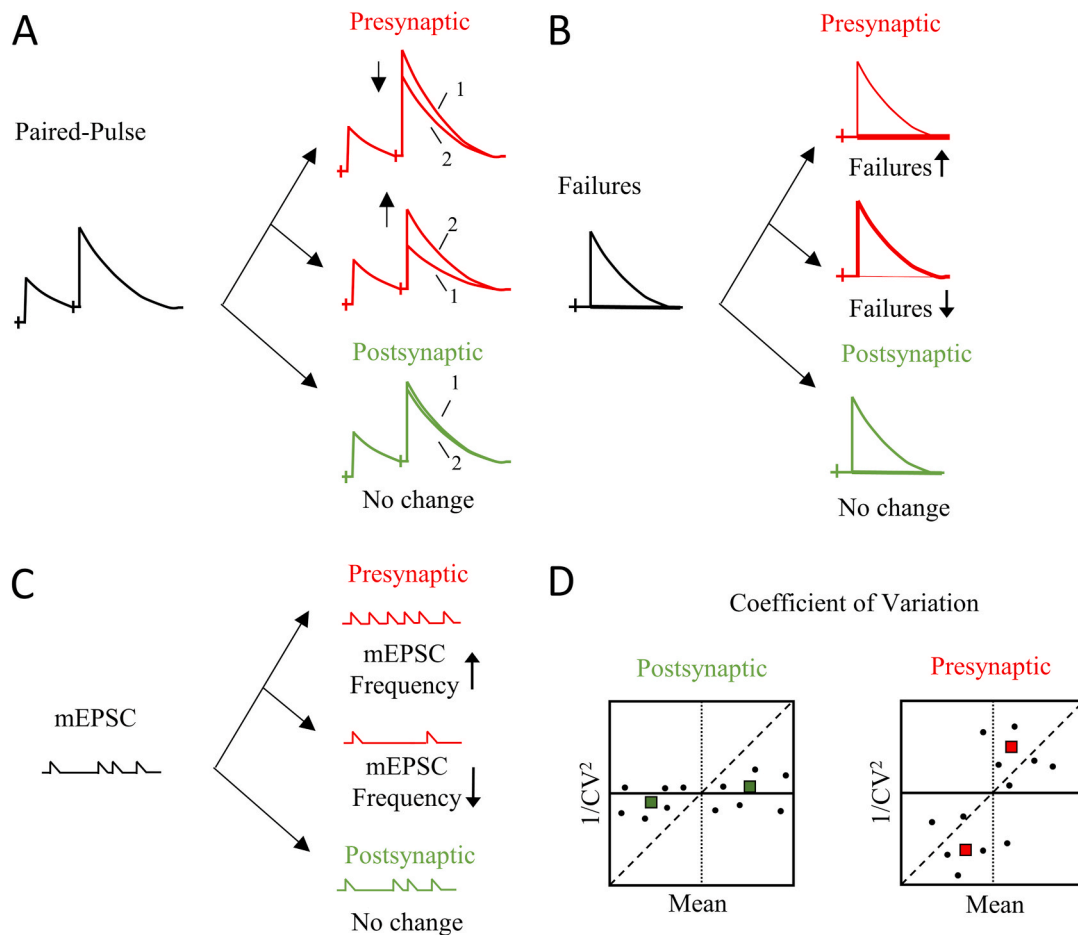 A
Presynaptic
Paired-Pulse
1
2
2
1
Postsynaptic
1
2
No change
B
Presynaptic
Failures
Failures
Failures
Postsynaptic
No change
C
Presynaptic
mEPSC
Frequency
mEPSC
mEPSC
Frequency
Postsynaptic
No change
D
Coefficient of Variation
Postsynaptic
Presynaptic
1/CV²
Mean
1/CV²
Mean